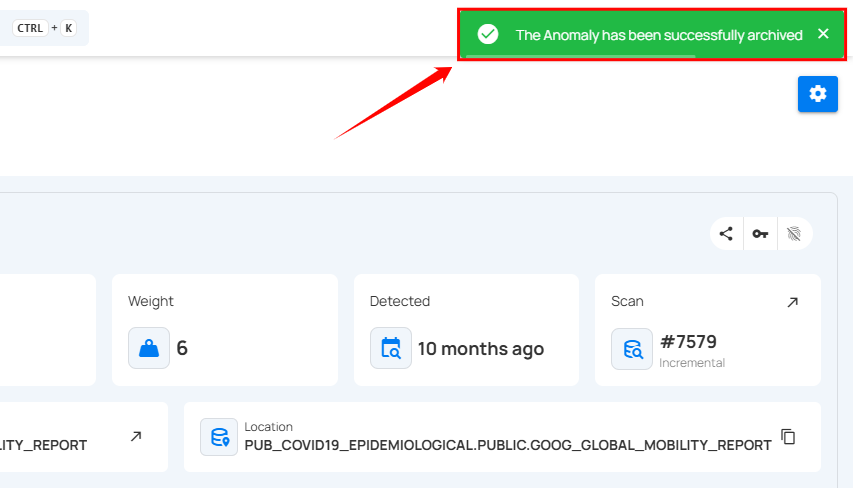 CTRL + K
The Anomaly has been successfully archived
Weight
6
Detected
10 months ago
Scan
#7579
Incremental
LITY_REPORT
Location
PUB_COVID19_EPIDEMIOLOGICAL.PUBLIC.GOOG_GLOBAL_MOBILITY_REPORT